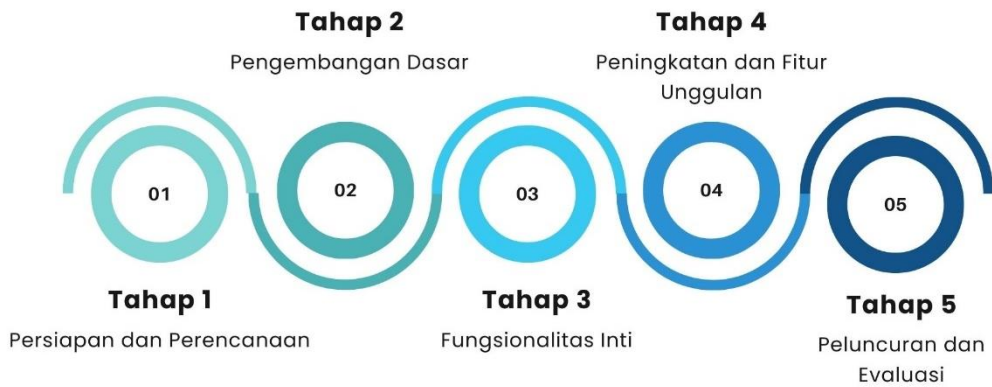 Tahap 2
Pengembangan Dasar
Tahap 4
Peningkatan dan Fitur
Unggulan
01
02
03
04
05
Tahap 1
Persiapan dan Perencanaan
Tahap 3
Fungsionalitas Inti
Tahap 5
Peluncuran dan
Evaluasi